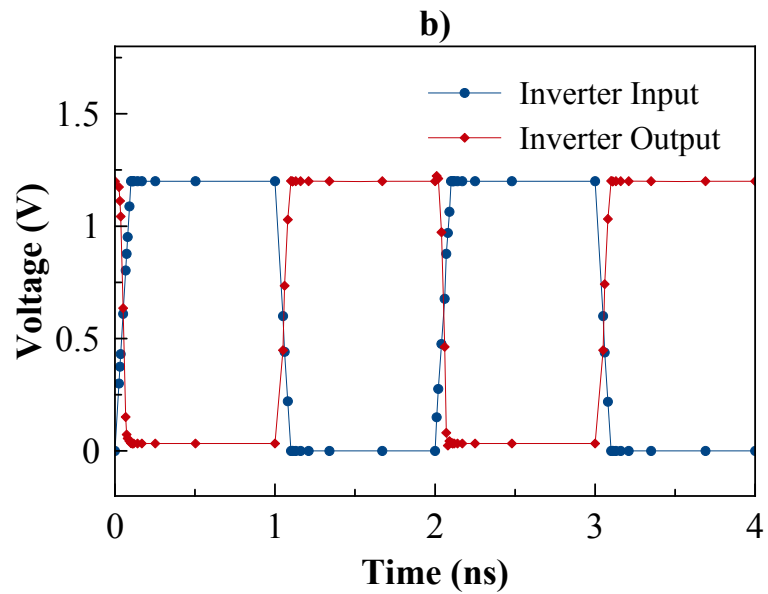 b)
Inverter Input
Inverter Output
Voltage (V)
1.5
1
0.5
0
0 1 2 3 4
Time (ns)